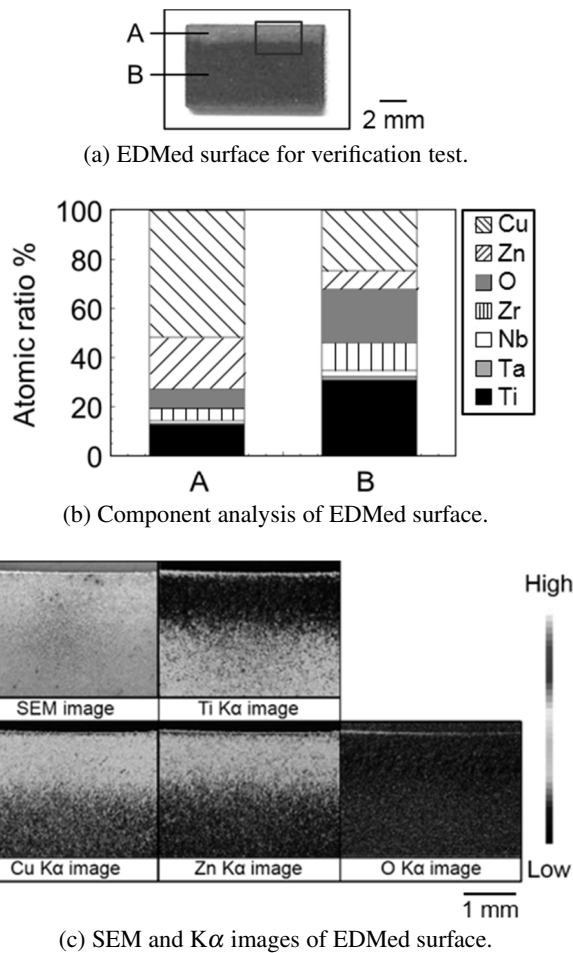 A
B
2 mm
(a) EDMed surface for verification test.
100
80
60
40
20
0
Atomic ratio %
A
B
Cu
Zn
O
Zr
Nb
Ta
Ti
(b) Component analysis of EDMed surface.
High
SEM image
Ti Kα image
Cu Kα image
Zn Kα image
O Kα image
Low
1 mm
(c) SEM and Kα images of EDMed surface.